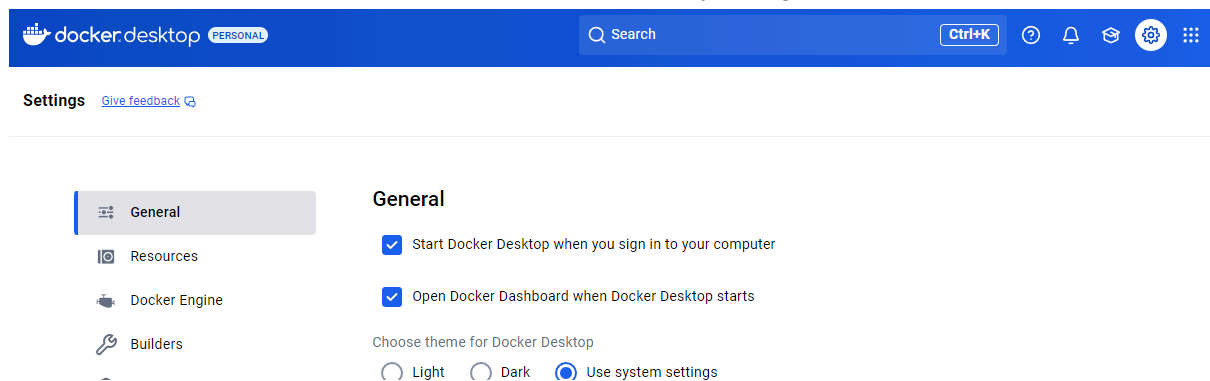 docker.desktop PERSONAL Search Ctrl+K
Settings Give feedback
General
General
Start Docker Desktop when you sign in to your computer
Resources
Open Docker Dashboard when Docker Desktop starts
Docker Engine
Choose theme for Docker Desktop
Builders
Light Dark Use system settings